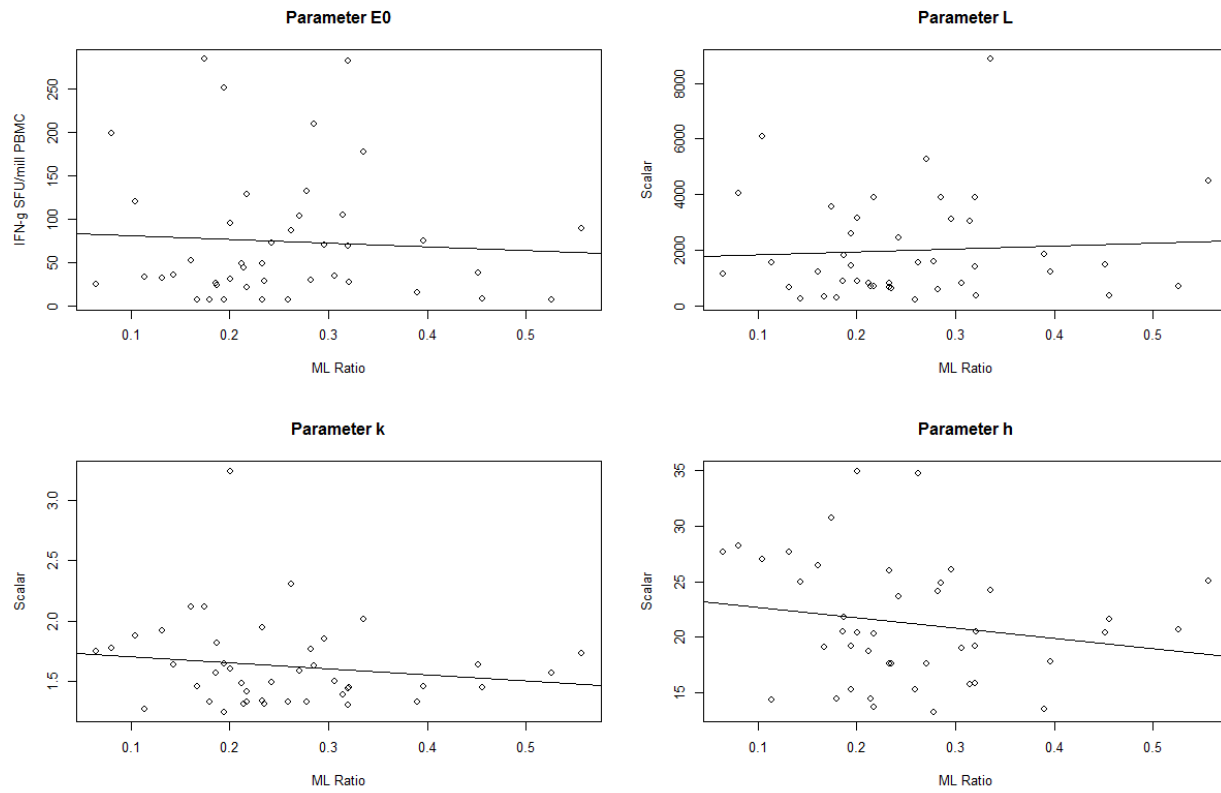 Parameter E0
IFN-g SFU/mill PBMC
0 50 100 150 200 250
0.1 0.2 0.3 0.4 0.5
ML Ratio
Parameter L
Scalar
0 2000 4000 6000 8000
0.1 0.2 0.3 0.4 0.5
ML Ratio
Parameter k
Scalar
1.5 2.0 2.5 3.0
0.1 0.2 0.3 0.4 0.5
ML Ratio
Parameter h
Scalar
15 20 25 30 35
0.1 0.2 0.3 0.4 0.5
ML Ratio